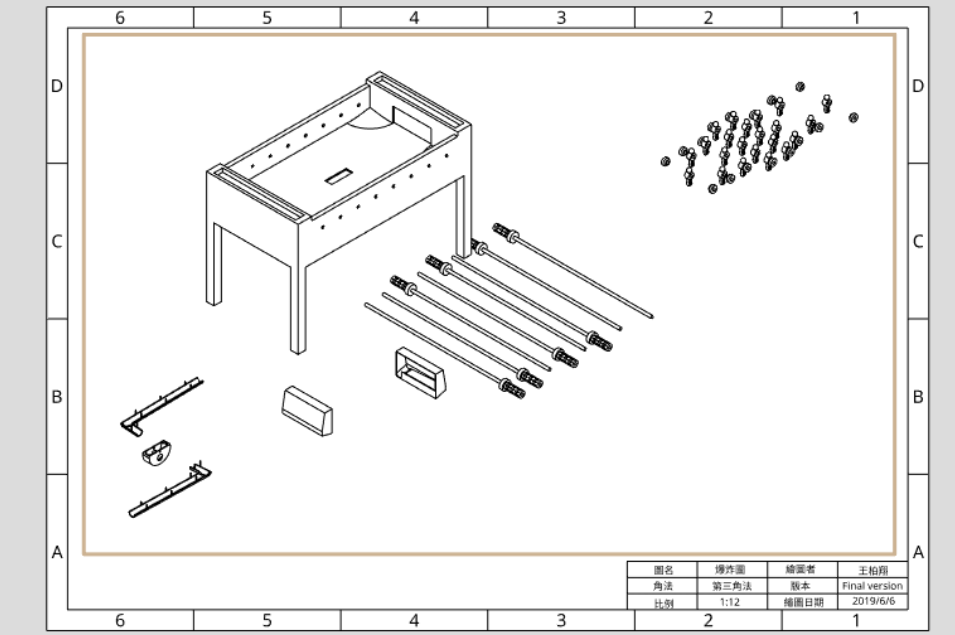 6 5 4 3 2 1
D D
C C
B B
A A
圖名 爆炸圖 繪圖者 王柏翔
角法 第三角法 版本 Final version
比例 1:12 繪圖日期 2019/6/6
6 5 4 3 2 1